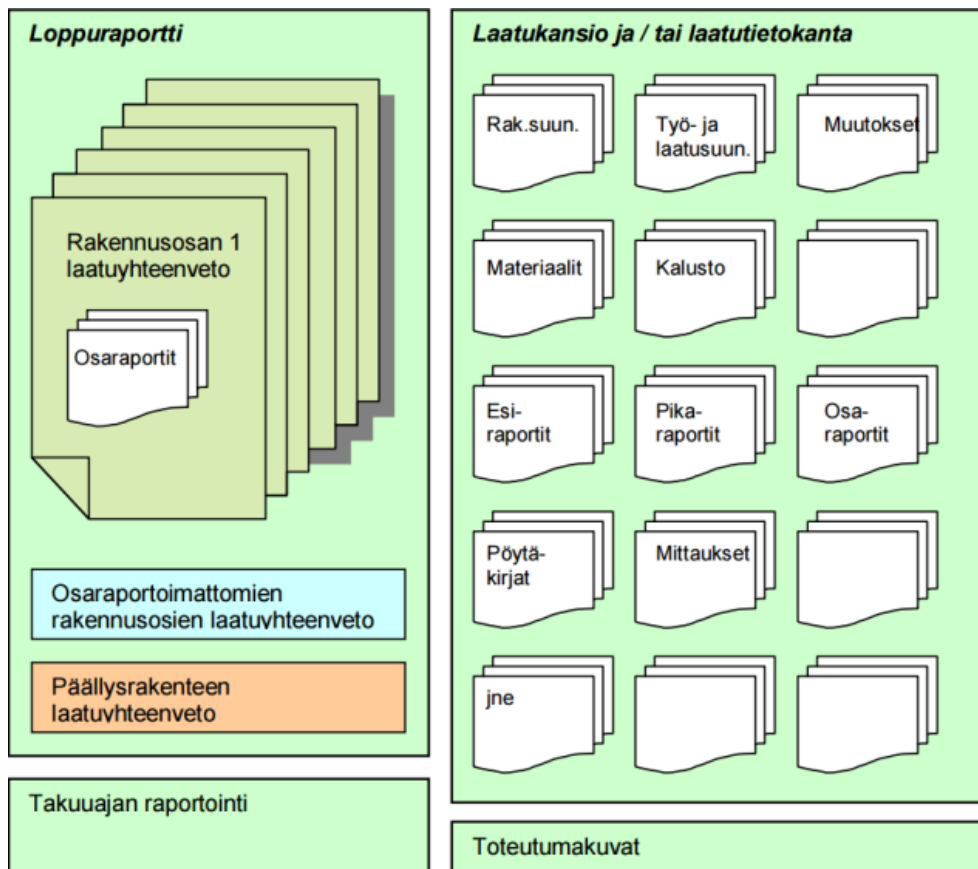 Loppuraportti
Rakennusosan 1
laatuyhteenveto
Osaraportit
Osaraportoimattomien
rakennusosien laatuyhteenveto
Päällysrakenteen
laatuyhteenveto
Takuuajan raportointi
Laatukansio ja / tai laatutietokanta
Rak.suun.
Työ- ja
laatusuun.
Muutokset
Materiaalit
Kalusto
Esi-
raportit
Pika-
raportit
Osa-
raportit
Pöytä-
kirjat
Mittaukset
jne
Toteutumakuvat